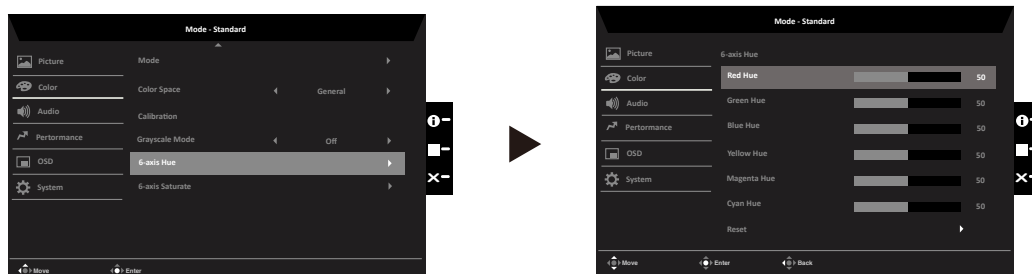 Mode - Standard
Picture
Mode
Color
Color Space General
Audio
Calibration
Pertormance
Grayscale Mode Off
OSD
6-axis Hue
System
6-axis Saturate
Move Enter
Mode - Standard
Picture
6-axis Hue
Color
Red Hue 50
Audio
Green Hue 50
Pertormance
Blue Hue 50
OSD
Yellow Hue 50
System
Magenta Hue 50
Cyan Hue 50
Reset
Move Enter Back